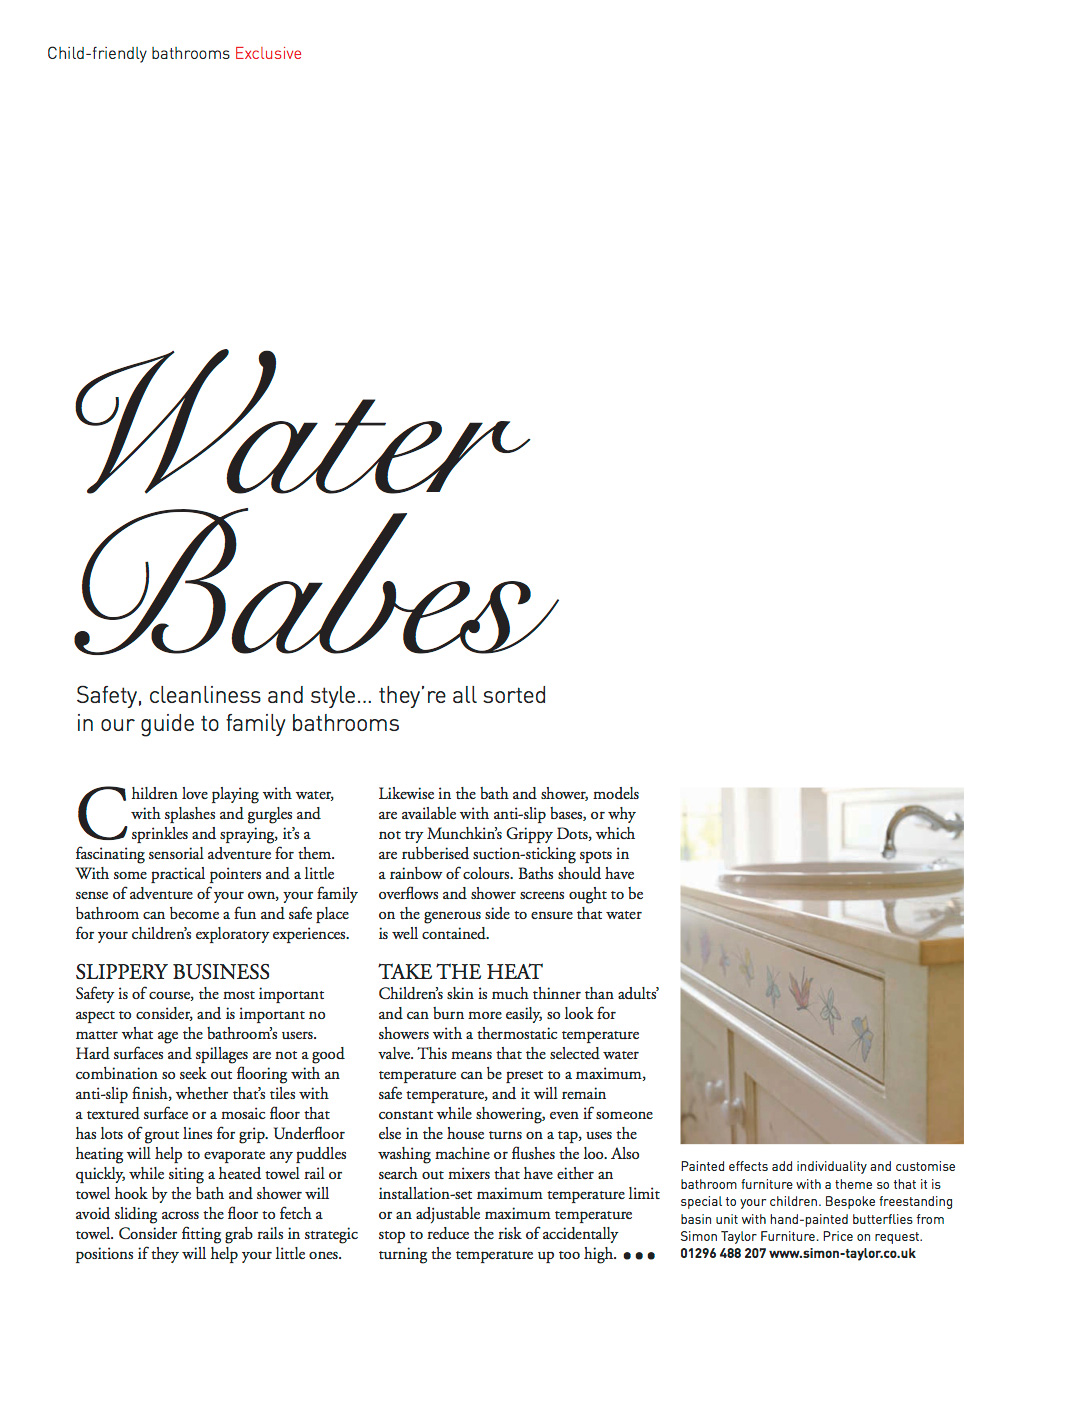 Child-friendly bathrooms Exclusive
Water
Babes
Safety, cleanliness and style... they're all sorted
in our guide to family bathrooms
Children love playing with water,
with splashes and gurgles and
sprinkles and spraying, it's a
fascinating sensorial adventure for them.
With some practical pointers and a little
sense of adventure of your own, your family
bathroom can become a fun and safe place
for your children's exploratory experiences.
SLIPPERY BUSINESS
Safety is of course, the most important
aspect to consider, and is important no
matter what age the bathroom's users.
Hard surfaces and spillages are not a good
combination so seek out flooring with an
anti-slip finish, whether that's tiles with
a textured surface or a mosaic floor that
has lots of grout lines for grip. Underfloor
heating will help to evaporate any puddles
quickly, while siting a heated towel rail or
towel hook by the bath and shower will
avoid sliding across the floor to fetch a
towel. Consider fitting grab rails in strategic
positions if they will help your little ones.
Likewise in the bath and shower, models
are available with anti-slip bases, or why
not try Munchkin's Grippy Dots, which
are rubberised suction-sticking spots in
a rainbow of colours. Baths should have
overflows and shower screens ought to be
on the generous side to ensure that water
is well contained.
TAKE THE HEAT
Children's skin is much thinner than adults'
and can burn more easily, so look for
showers with a thermostatic temperature
valve. This means that the selected water
temperature can be preset to a maximum,
safe temperature, and it will remain
constant while showering, even if someone
else in the house turns on a tap, uses the
washing machine or flushes the loo. Also
search out mixers that have either an
installation-set maximum temperature limit
or an adjustable maximum temperature
stop to reduce the risk of accidentally
turning the temperature up too high. ●●●
Painted effects add individuality and customise
bathroom furniture with a theme so that it is
special to your children. Bespoke freestanding
basin unit with hand-painted butterflies from
Simon Taylor Furniture. Price on request.
01296 488 207 www.simon-taylor.co.uk